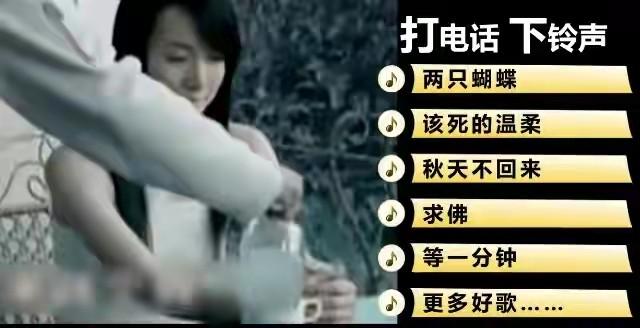 打电话 下铃声
两只蝴蝶
该死的温柔
秋天不回来
求佛
等一分钟
更多好歌……